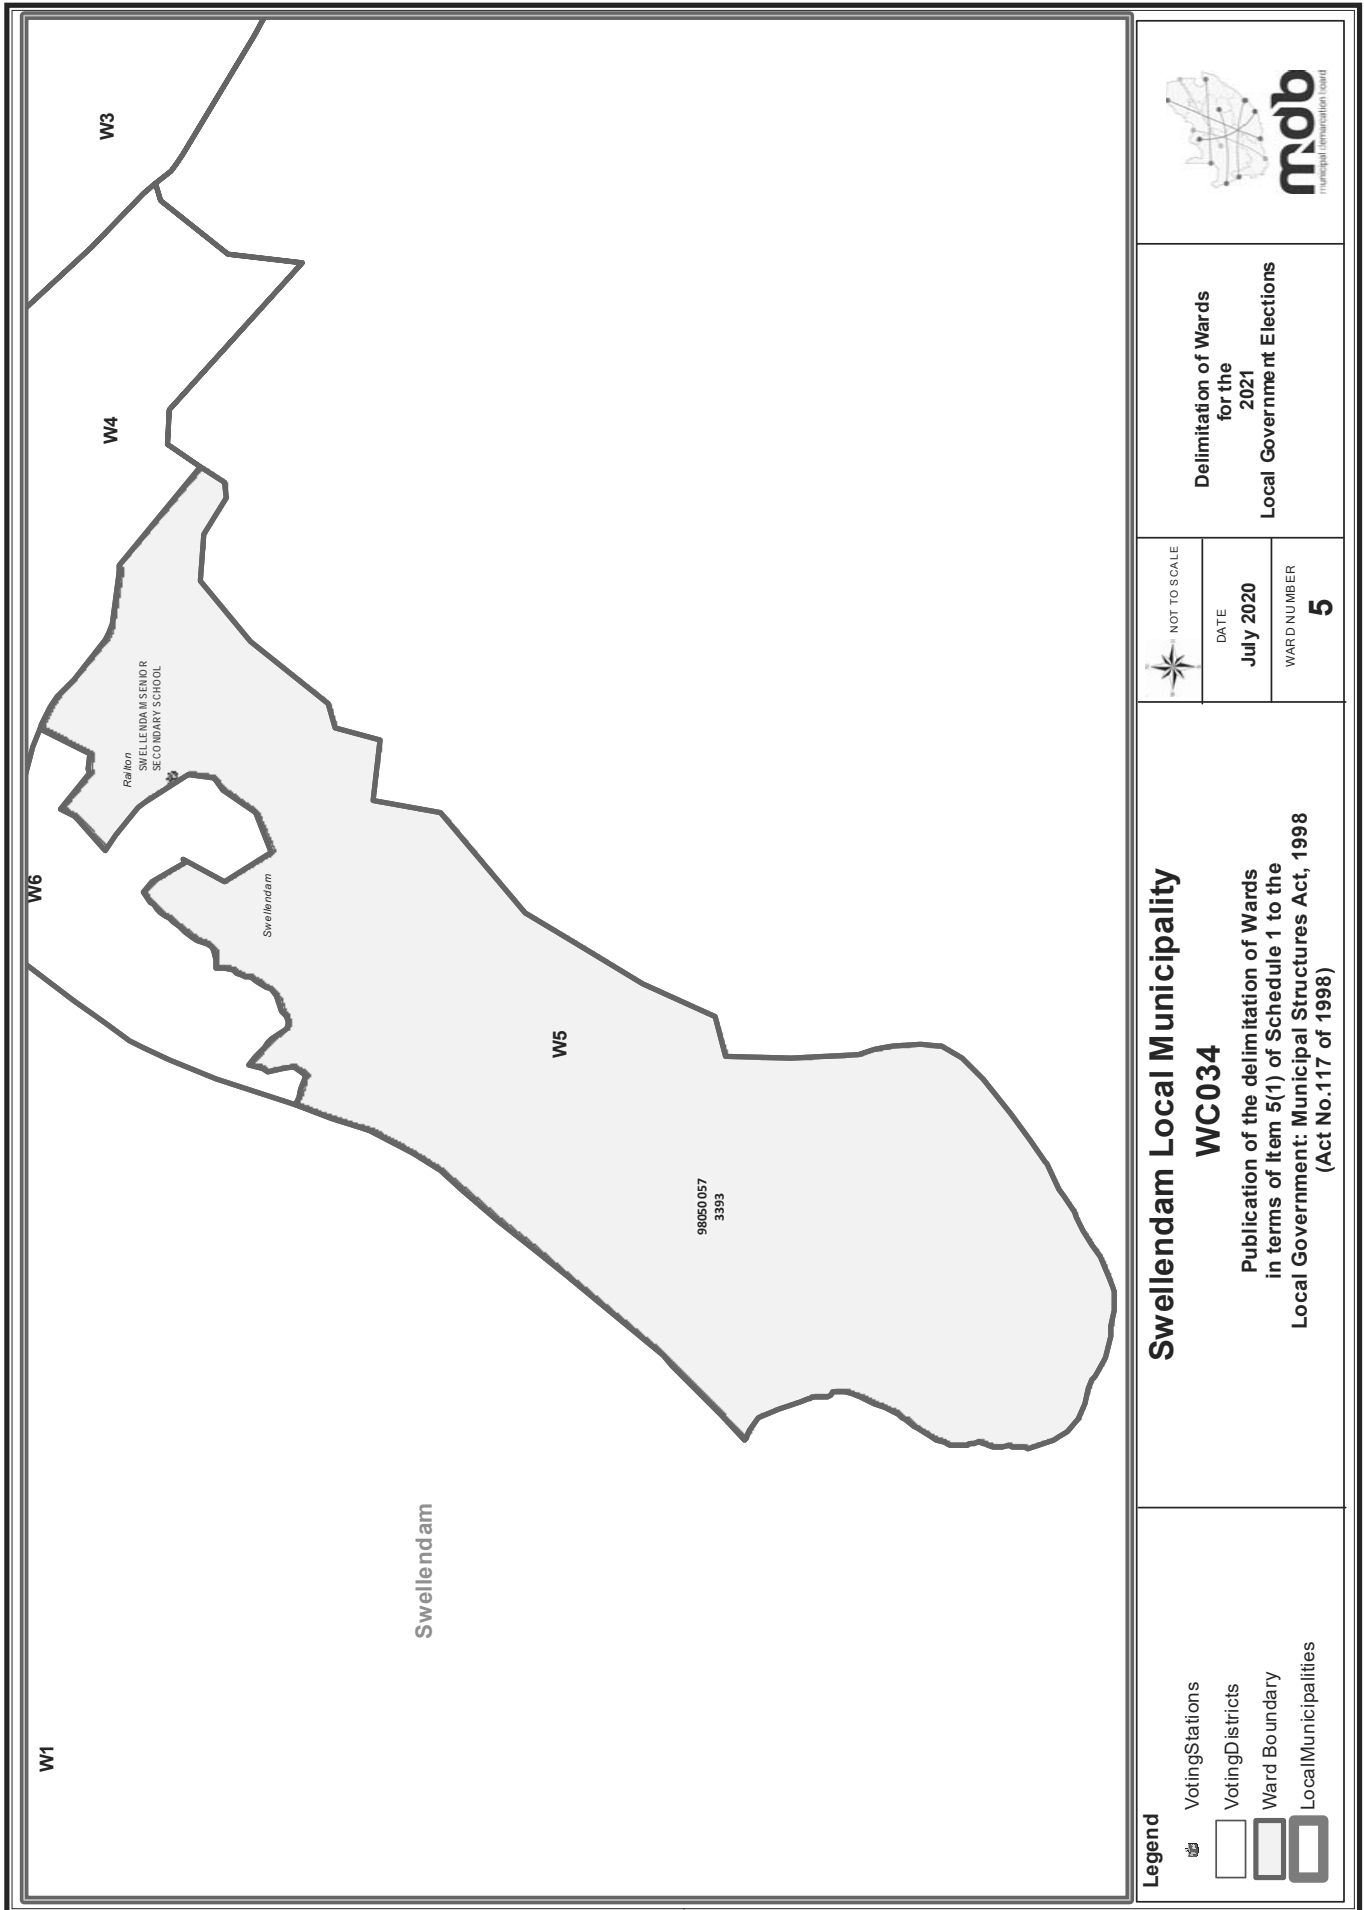 W1
W6
W4
W3
Railton
SWELLENDAM SENIOR
SECONDARY SCHOOL
Swellendam
W5
Swellendam
98050057
3393
Legend
VotingStations
VotingDistricts
Ward Boundary
LocalMunicipalities
Swellendam Local Municipality
WC034
Publication of the delimitation of Wards
in terms of Item 5(1) of Schedule 1 to the
Local Government: Municipal Structures Act, 1998
(Act No.117 of 1998)
NOT TO SCALE
DATE
July 2020
WARD NUMBER
5
Delimitation of Wards
for the
2021
Local Government Elections
mdb
municipal demarcation board